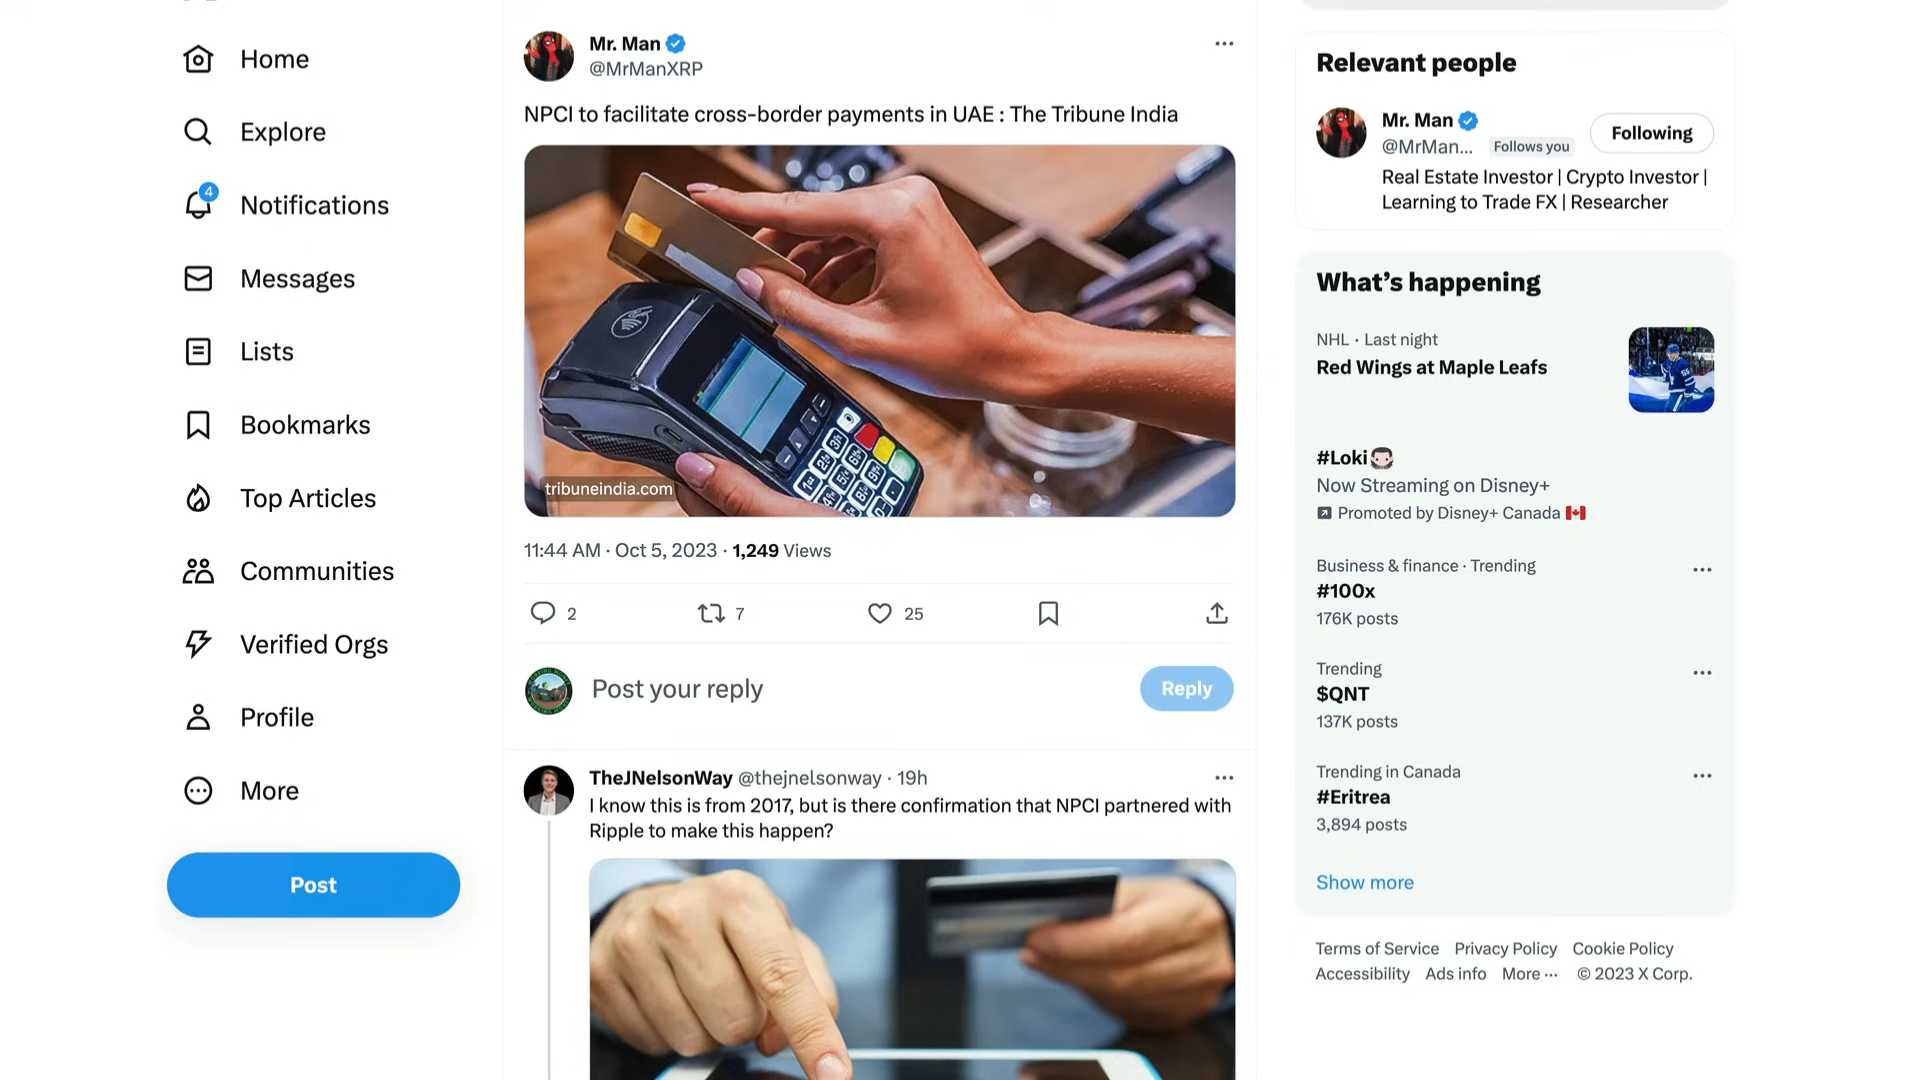 Home
Explore
4
Notifications
Messages
Lists
Bookmarks
Top Articles
Communities
Verified Orgs
Profile
More
Post
Mr. Man
@MrManXRP
NPCI to facilitate cross-border payments in UAE : The Tribune India
tribuneindia.com
11:44 AM · Oct 5, 2023 · 1,249 Views
2 7 25
Post your reply
Reply
TheJNelsonWay @thejnelsonway · 19h
I know this is from 2017, but is there confirmation that NPCI partnered with
Ripple to make this happen?
Relevant people
Mr. Man
@MrMan... Follows you
Following
Real Estate Investor | Crypto Investor |
Learning to Trade FX | Researcher
What’s happening
NHL · Last night
Red Wings at Maple Leafs
#Loki
Now Streaming on Disney+
Promoted by Disney+ Canada 🇨🇦
Business & finance · Trending
#100x
176K posts
Trending
$QNT
137K posts
Trending in Canada
#Eritrea
3,894 posts
Show more
Terms of Service Privacy Policy Cookie Policy
Accessibility Ads info More ··· © 2023 X Corp.